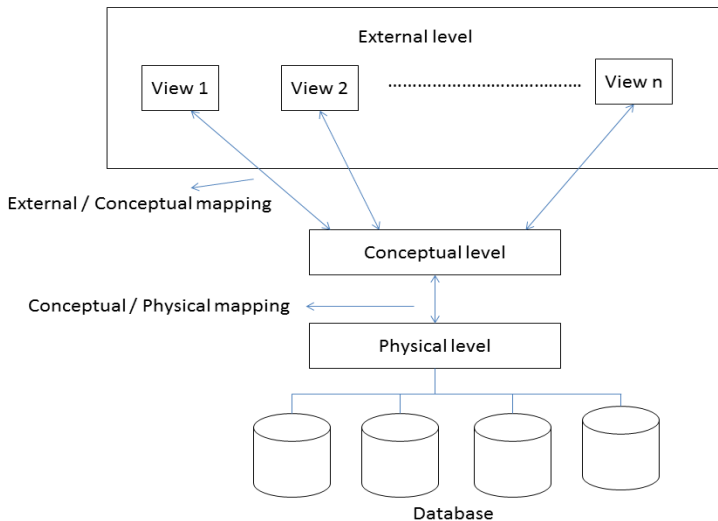 External level
View 1
View 2
................................
View n
External / Conceptual mapping
Conceptual level
Conceptual / Physical mapping
Physical level
Database